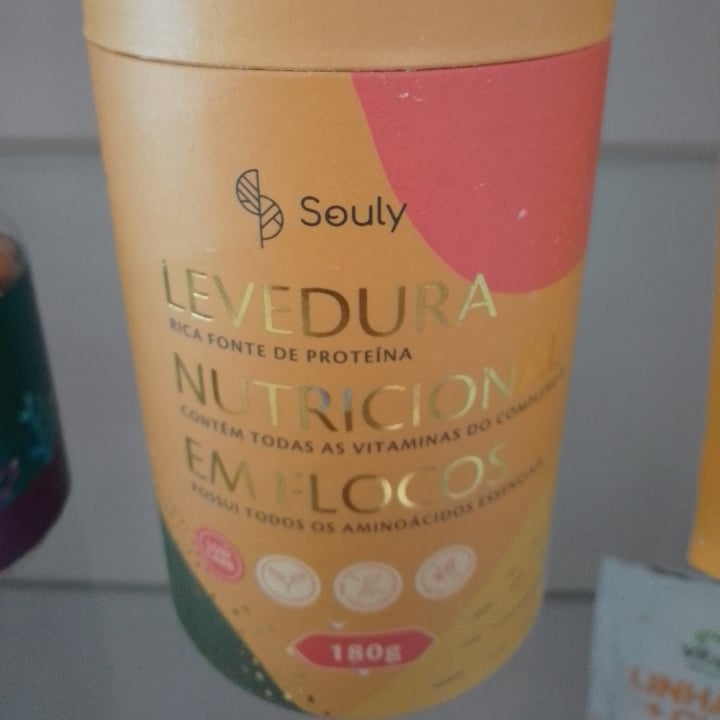 Souly
LEVEDURA
RICA FONTE DE PROTEÍNA
NUTRICIONAL
CONTÉM TODAS AS VITAMINAS DO COMPLEXO
EM FLOCOS
POSSUI TODOS OS AMINOÁCIDOS ESSENCIAIS
180g
LINHA